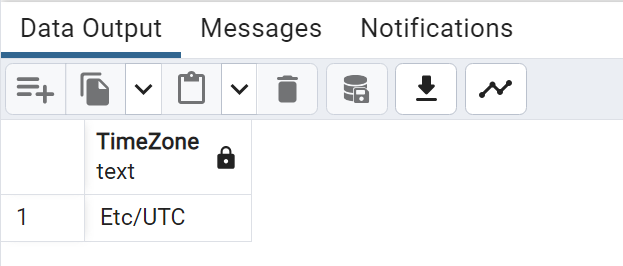 Data Output Messages Notifications
TimeZone
text
1 Etc/UTC